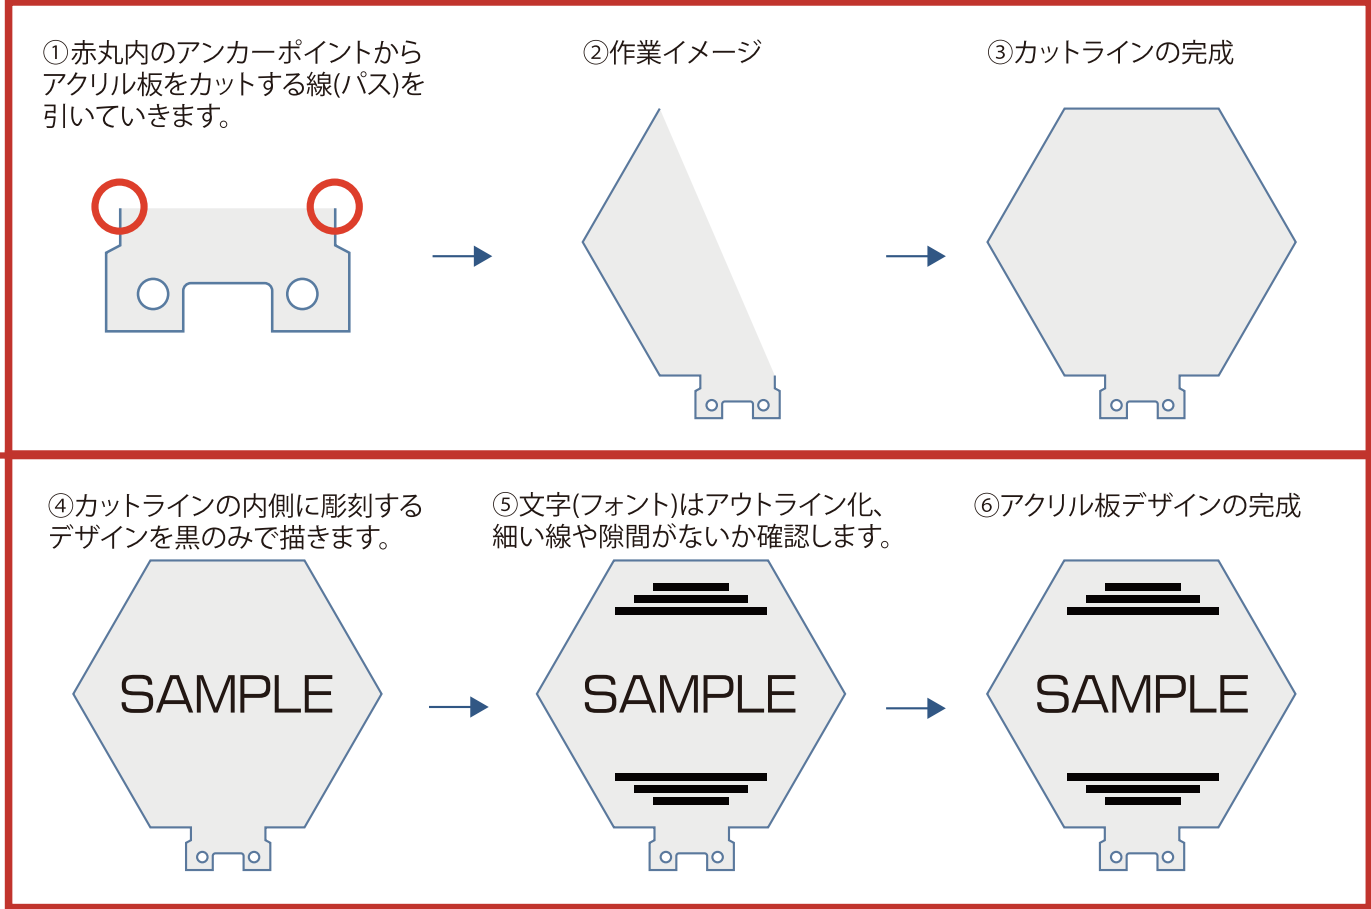 ①赤丸内のアンカーポイントから
アクリル板をカットする線(パス)を
引いていきます。
②作業イメージ
③カットラインの完成
④カットラインの内側に彫刻する
デザインを黒のみで描きます。
SAMPLE
⑤文字(フォント)はアウトライン化、
細い線や隙間がないか確認します。
SAMPLE
⑥アクリル板デザインの完成
SAMPLE